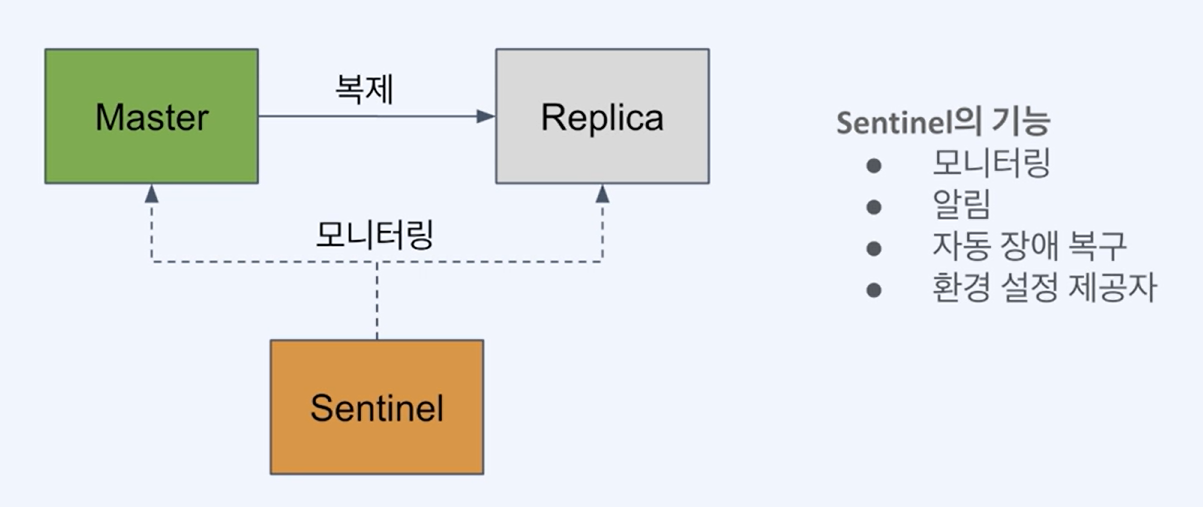 Master
복제
Replica
모니터링
Sentinel
Sentinel의 기능
● 모니터링
● 알림
● 자동 장애 복구
● 환경 설정 제공자